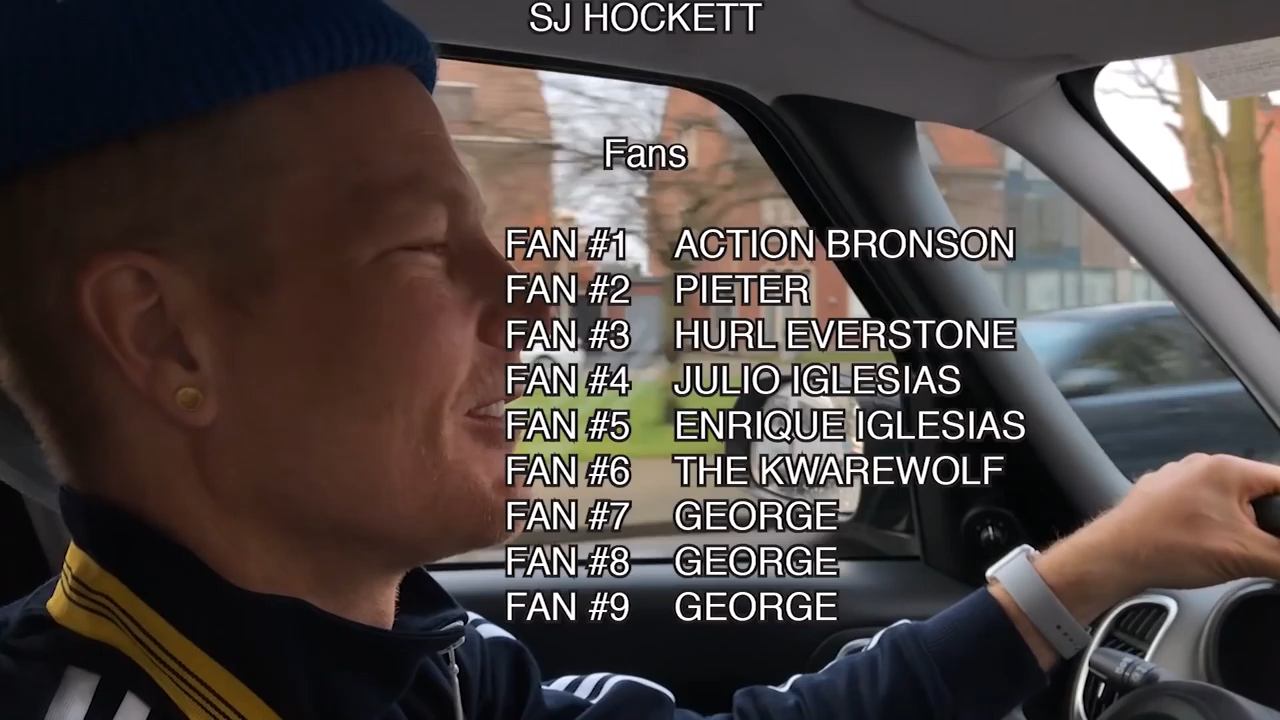 SJ HOCKETT
Fans
FAN #1 ACTION BRONSON
FAN #2 PIETER
FAN #3 HURL EVERSTONE
FAN #4 JULIO IGLESIAS
FAN #5 ENRIQUE IGLESIAS
FAN #6 THE KWAREWOLF
FAN #7 GEORGE
FAN #8 GEORGE
FAN #9 GEORGE